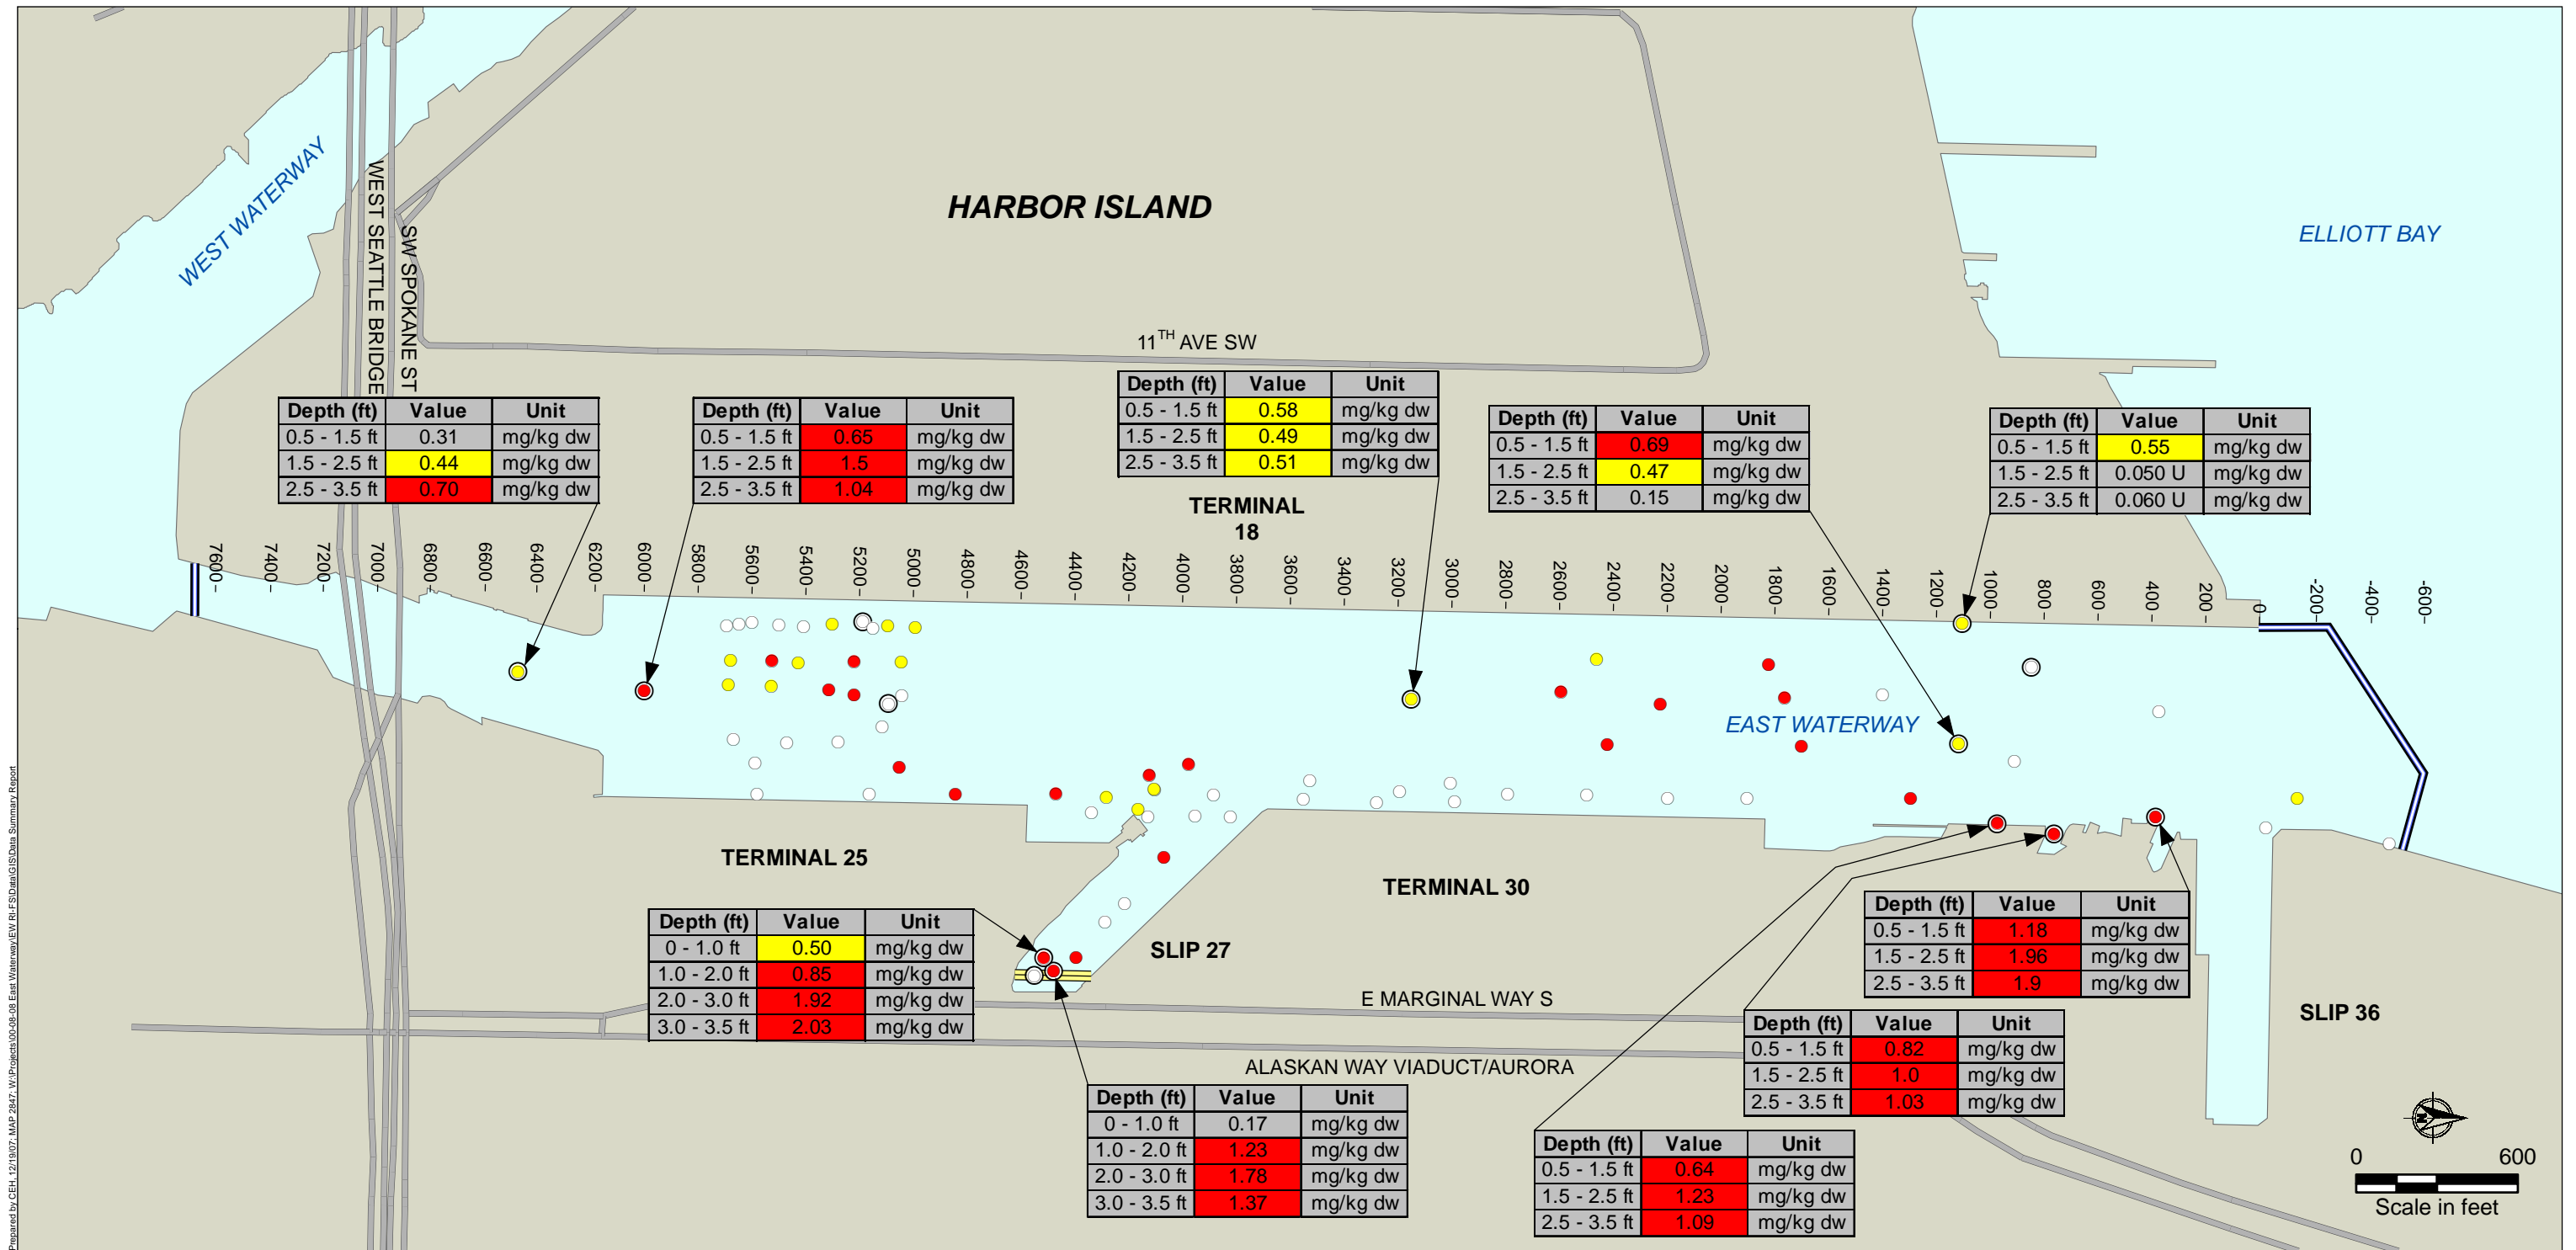 HARBOR ISLAND
WEST WATERWAY
ELLIOTT BAY
WEST SEATTLE BRIDGE
SW SPOKANE ST
11TH AVE SW
Depth (ft) Value Unit
0.5 - 1.5 ft 0.31 mg/kg dw
1.5 - 2.5 ft 0.44 mg/kg dw
2.5 - 3.5 ft 0.70 mg/kg dw
Depth (ft) Value Unit
0.5 - 1.5 ft 0.65 mg/kg dw
1.5 - 2.5 ft 1.5 mg/kg dw
2.5 - 3.5 ft 1.04 mg/kg dw
Depth (ft) Value Unit
0.5 - 1.5 ft 0.58 mg/kg dw
1.5 - 2.5 ft 0.49 mg/kg dw
2.5 - 3.5 ft 0.51 mg/kg dw
Depth (ft) Value Unit
0.5 - 1.5 ft 0.69 mg/kg dw
1.5 - 2.5 ft 0.47 mg/kg dw
2.5 - 3.5 ft 0.15 mg/kg dw
Depth (ft) Value Unit
0.5 - 1.5 ft 0.55 mg/kg dw
1.5 - 2.5 ft 0.050 U mg/kg dw
2.5 - 3.5 ft 0.060 U mg/kg dw
TERMINAL
18
7600 7400 7200 7000 6800 6600 6400 6200 6000 5800 5600 5400 5200 5000 4800 4600 4400 4200 4000 3800 3600 3400 3200 3000 2800 2600 2400 2200 2000 1800 1600 1400 1200 1000 800 600 400 200 0 -200 -400 -600
EAST WATERWAY
TERMINAL 25
TERMINAL 30
SLIP 27
SLIP 36
Depth (ft) Value Unit
0 - 1.0 ft 0.50 mg/kg dw
1.0 - 2.0 ft 0.85 mg/kg dw
2.0 - 3.0 ft 1.92 mg/kg dw
3.0 - 3.5 ft 2.03 mg/kg dw
Depth (ft) Value Unit
0.5 - 1.5 ft 1.18 mg/kg dw
1.5 - 2.5 ft 1.96 mg/kg dw
2.5 - 3.5 ft 1.9 mg/kg dw
E MARGINAL WAY S
ALASKAN WAY VIADUCT/AURORA
Depth (ft) Value Unit
0.5 - 1.5 ft 0.82 mg/kg dw
1.5 - 2.5 ft 1.0 mg/kg dw
2.5 - 3.5 ft 1.03 mg/kg dw
Depth (ft) Value Unit
0 - 1.0 ft 0.17 mg/kg dw
1.0 - 2.0 ft 1.23 mg/kg dw
2.0 - 3.0 ft 1.78 mg/kg dw
3.0 - 3.5 ft 1.37 mg/kg dw
Depth (ft) Value Unit
0.5 - 1.5 ft 0.64 mg/kg dw
1.5 - 2.5 ft 1.23 mg/kg dw
2.5 - 3.5 ft 1.09 mg/kg dw
N
0 600
Scale in feet
Prepared by CEH, 12/19/07; MAP 2847; W:\Projects\00-08-08 East Waterway\EW RI-FS\Data\GIS\Data Summary Report